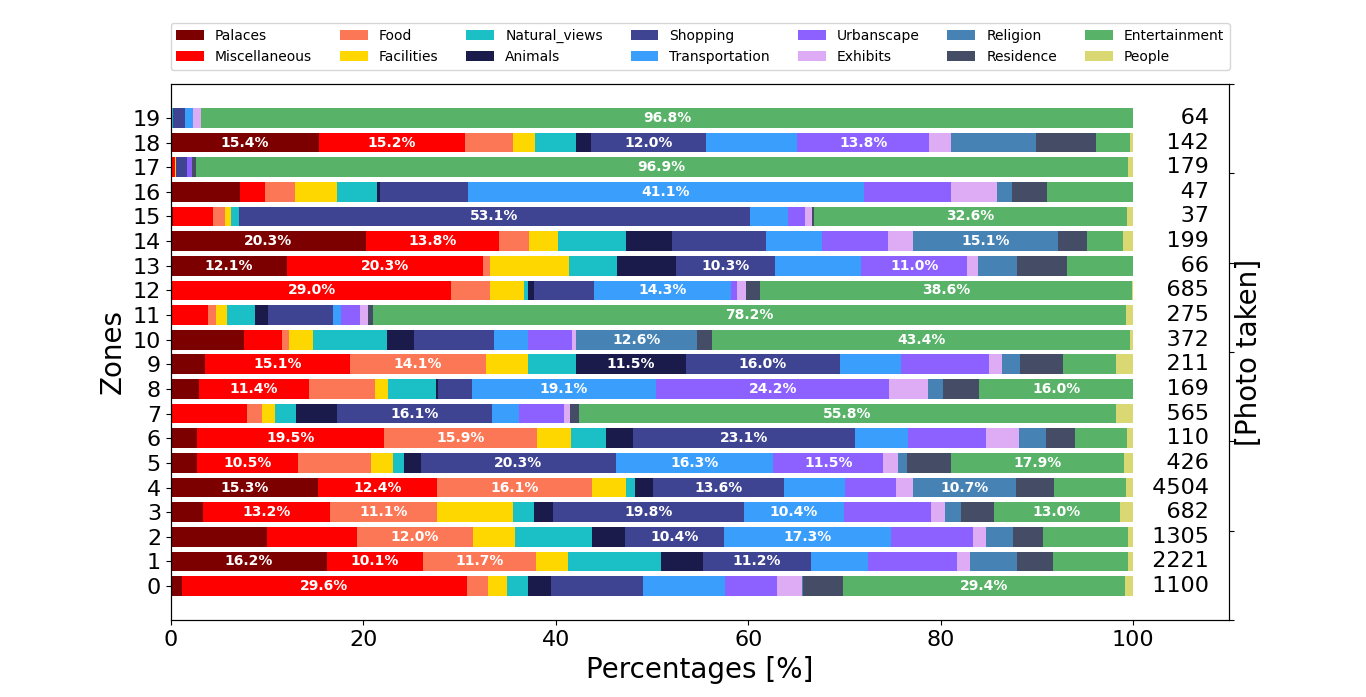 Palaces Food Natural_views Shopping Urbanscape Religion Entertainment
Miscellaneous Facilities Animals Transportation Exhibits Residence People
19 96.8% 64
18 15.4% 15.2% 12.0% 13.8% 142
17 96.9% 179
16 41.1% 47
15 53.1% 32.6% 37
14 20.3% 13.8% 15.1% 199
13 12.1% 20.3% 10.3% 11.0% 66
12 29.0% 14.3% 38.6% 685
11 78.2% 275
10 12.6% 43.4% 372
9 15.1% 14.1% 11.5% 16.0% 211
8 11.4% 19.1% 24.2% 16.0% 169
7 16.1% 55.8% 565
6 19.5% 15.9% 23.1% 110
5 10.5% 20.3% 16.3% 11.5% 17.9% 426
4 15.3% 12.4% 16.1% 13.6% 10.7% 4504
3 13.2% 11.1% 19.8% 10.4% 13.0% 682
2 12.0% 10.4% 17.3% 1305
1 16.2% 10.1% 11.7% 11.2% 2221
0 29.6% 29.4% 1100
0 20 40 60 80 100
Percentages [%]
Zones
[Photo taken]